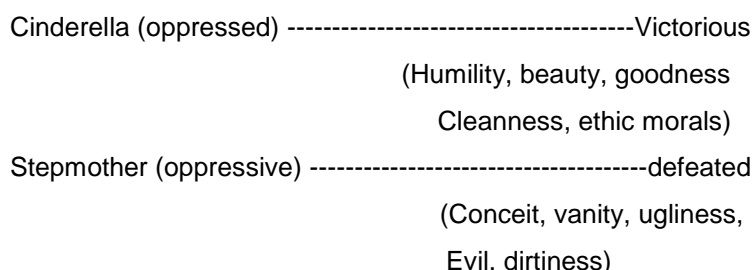 Cinderella (oppressed) ---------------------------------------Victorious
(Humility, beauty, goodness
Cleanness, ethic morals)
Stepmother (oppressive) --------------------------------------defeated
(Conceit, vanity, ugliness,
Evil, dirtiness)